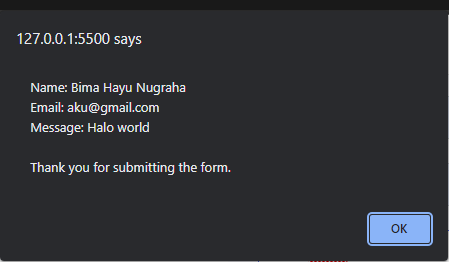 127.0.0.1:5500 says
Name: Bima Hayu Nugraha
Email: aku@gmail.com
Message: Halo world
Thank you for submitting the form.
OK